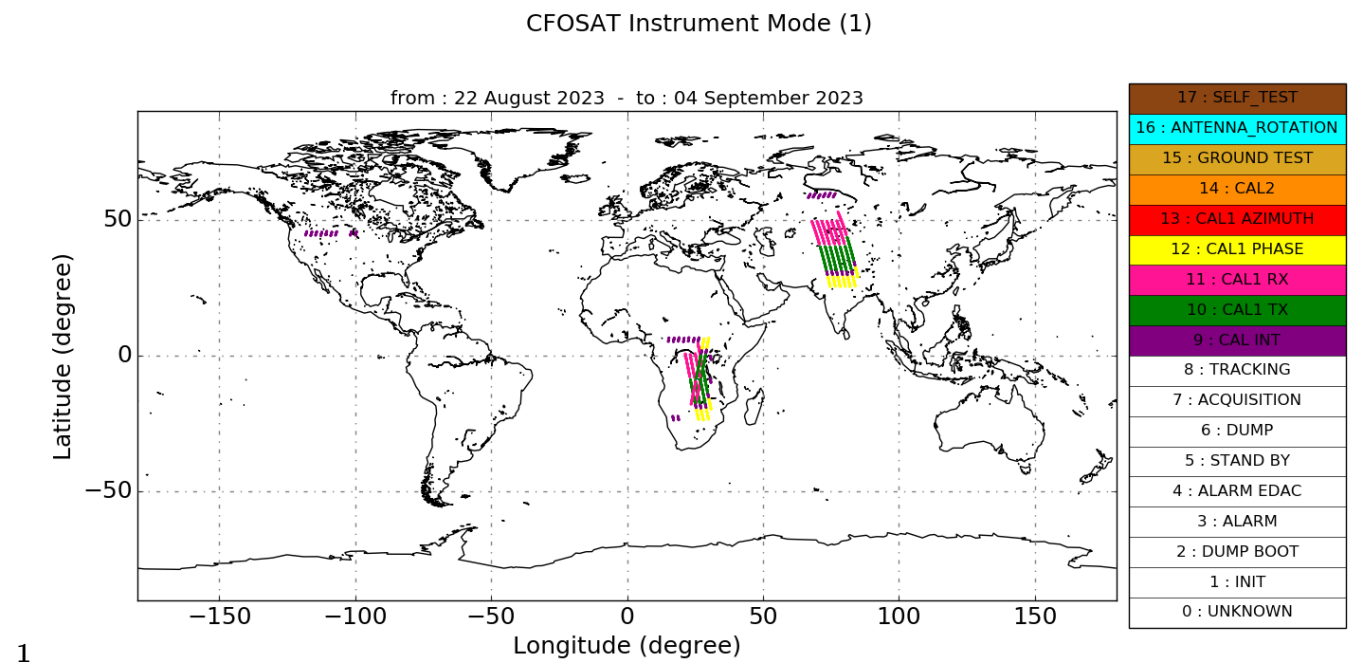 CFOSAT Instrument Mode (1)
from : 22 August 2023 - to : 04 September 2023
17 : SELF_TEST
16 : ANTENNA_ROTATION
15 : GROUND TEST
14 : CAL2
13 : CAL1 AZIMUTH
12 : CAL1 PHASE
11 : CAL1 RX
10 : CAL1 TX
9 : CAL INT
8 : TRACKING
7 : ACQUISITION
6 : DUMP
5 : STAND BY
4 : ALARM EDAC
3 : ALARM
2 : DUMP BOOT
1 : INIT
0 : UNKNOWN
Latitude (degree)
50
0
−50
−150 −100 −50 0 50 100 150
Longitude (degree)
1